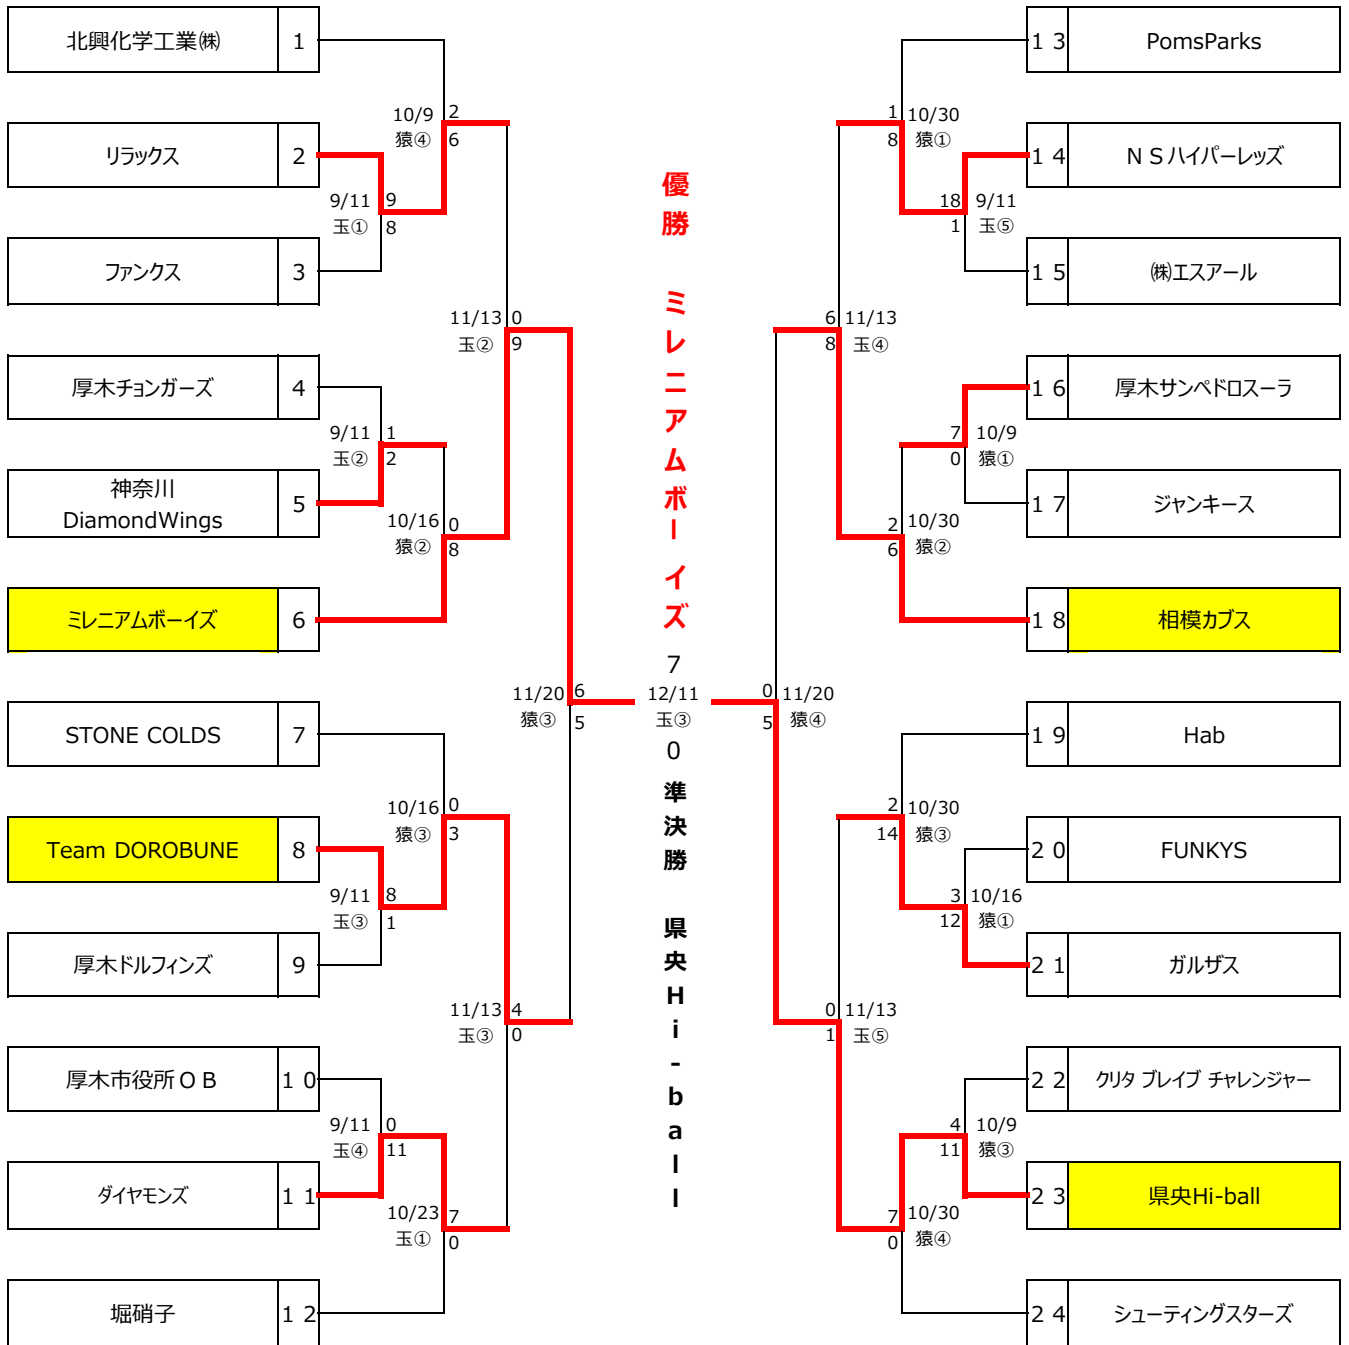 北興化学工業㈱ 1
リラックス 2
ファンクス 3
厚木チョンガーズ 4
神奈川
DiamondWings 5
ミレニアムボーイズ 6
STONE COLDS 7
Team DOROBUNE 8
厚木ドルフィンズ 9
厚木市役所ＯＢ 1 0
ダイヤモンズ 1 1
堀硝子 1 2
10/9 2
猿④ 6
9/11 9
玉① 8
11/13 0
玉② 9
9/11 1
玉② 2
10/16 0
猿② 8
11/20 6
猿③ 5
10/16 0
猿③ 3
9/11 8
玉③ 1
11/13 4
玉③ 0
9/11 0
玉④ 11
10/23 7
玉① 0
優勝 ミレニアムボーイズ
7
12/11
玉③
0
準決勝 県央Hi-ball
1 10/30
8 猿①
18 9/11
1 玉⑤
6 11/13
8 玉④
7 10/9
0 猿①
2 10/30
6 猿②
0 11/20
5 猿④
2 10/30
14 猿③
3 10/16
12 猿①
0 11/13
1 玉⑤
4 10/9
11 猿③
7 10/30
0 猿④
1 3 PomsParks
1 4 ＮＳハイパーレッズ
1 5 ㈱エスアール
1 6 厚木サンペドロスーラ
1 7 ジャンキース
1 8 相模カブス
1 9 Hab
2 0 FUNKYS
2 1 ガルザス
2 2 クリタ ブレイブ チャレンジャー
2 3 県央Hi-ball
2 4 シューティングスターズ